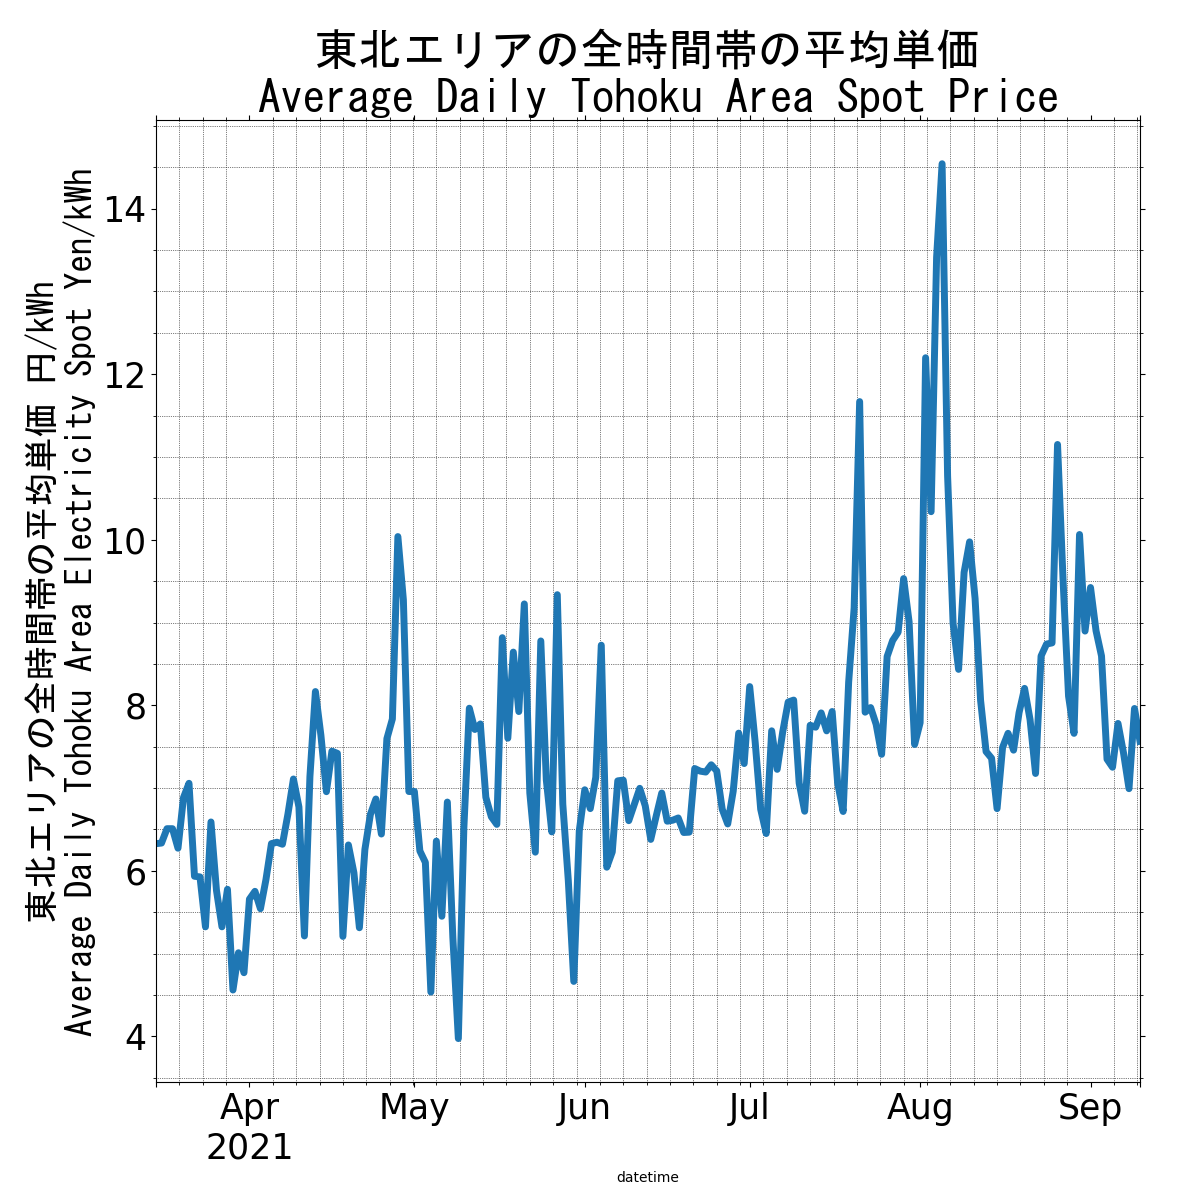 東北エリアの全時間帯の平均単価
Average Daily Tohoku Area Spot Price
東北エリアの全時間帯の平均単価 円/kWh
Average Daily Tohoku Area Electricity Spot Yen/kWh
14
12
10
8
6
4
Apr
2021
May
Jun
Jul
Aug
Sep
datetime